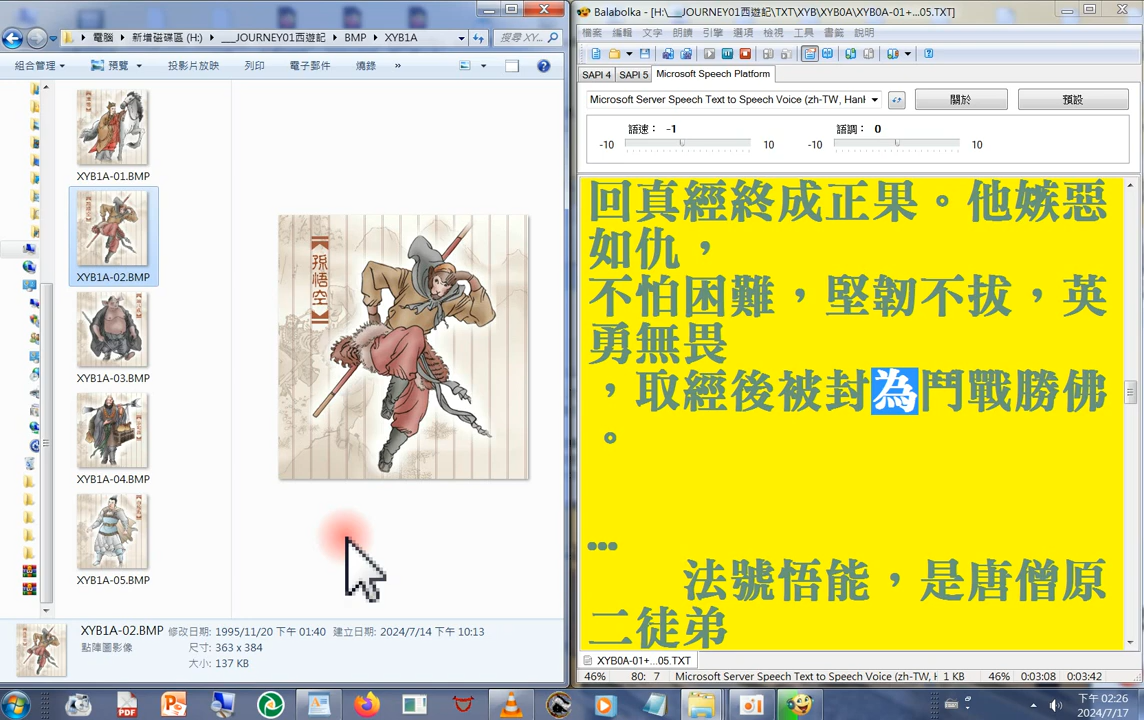 電腦 ▸ 新增磁碟區 (H:) ▸ ___JOURNEY01西遊記 ▸ BMP ▸ XYB1A
搜尋 XY...
組合管理 預覽 投影片放映 列印 電子郵件 燒錄 »
XYB1A-01.BMP
XYB1A-02.BMP
XYB1A-03.BMP
XYB1A-04.BMP
XYB1A-05.BMP
孫悟空
XYB1A-02.BMP 修改日期: 1995/11/20 下午 01:40 建立日期: 2024/7/14 下午 10:13
點陣圖影像 尺寸: 363 x 384
大小: 137 KB
Balabolka - [H:\___JOURNEY01西遊記\TXT\XYB\XYB0A\XYB0A-01+...05.TXT]
檔案 編輯 文字 朗讀 引擎 選項 檢視 工具 書籤 說明
SAPI 4 SAPI 5 Microsoft Speech Platform
Microsoft Server Speech Text to Speech Voice (zh-TW, Han
關於 預設
語速： -1 語調： 0
-10 10 -10 10
回真經終成正果。他嫉惡
如仇，
不怕困難，堅韌不拔，英
勇無畏
，取經後被封為鬥戰勝佛
。
...
法號悟能，是唐僧原
二徒弟
XYB0A-01+...05.TXT
46% 80: 7 Microsoft Server Speech Text to Speech Voice (zh-TW, H 1 KB 46% 0:03:08 0:03:42
下午 02:26
2024/7/17